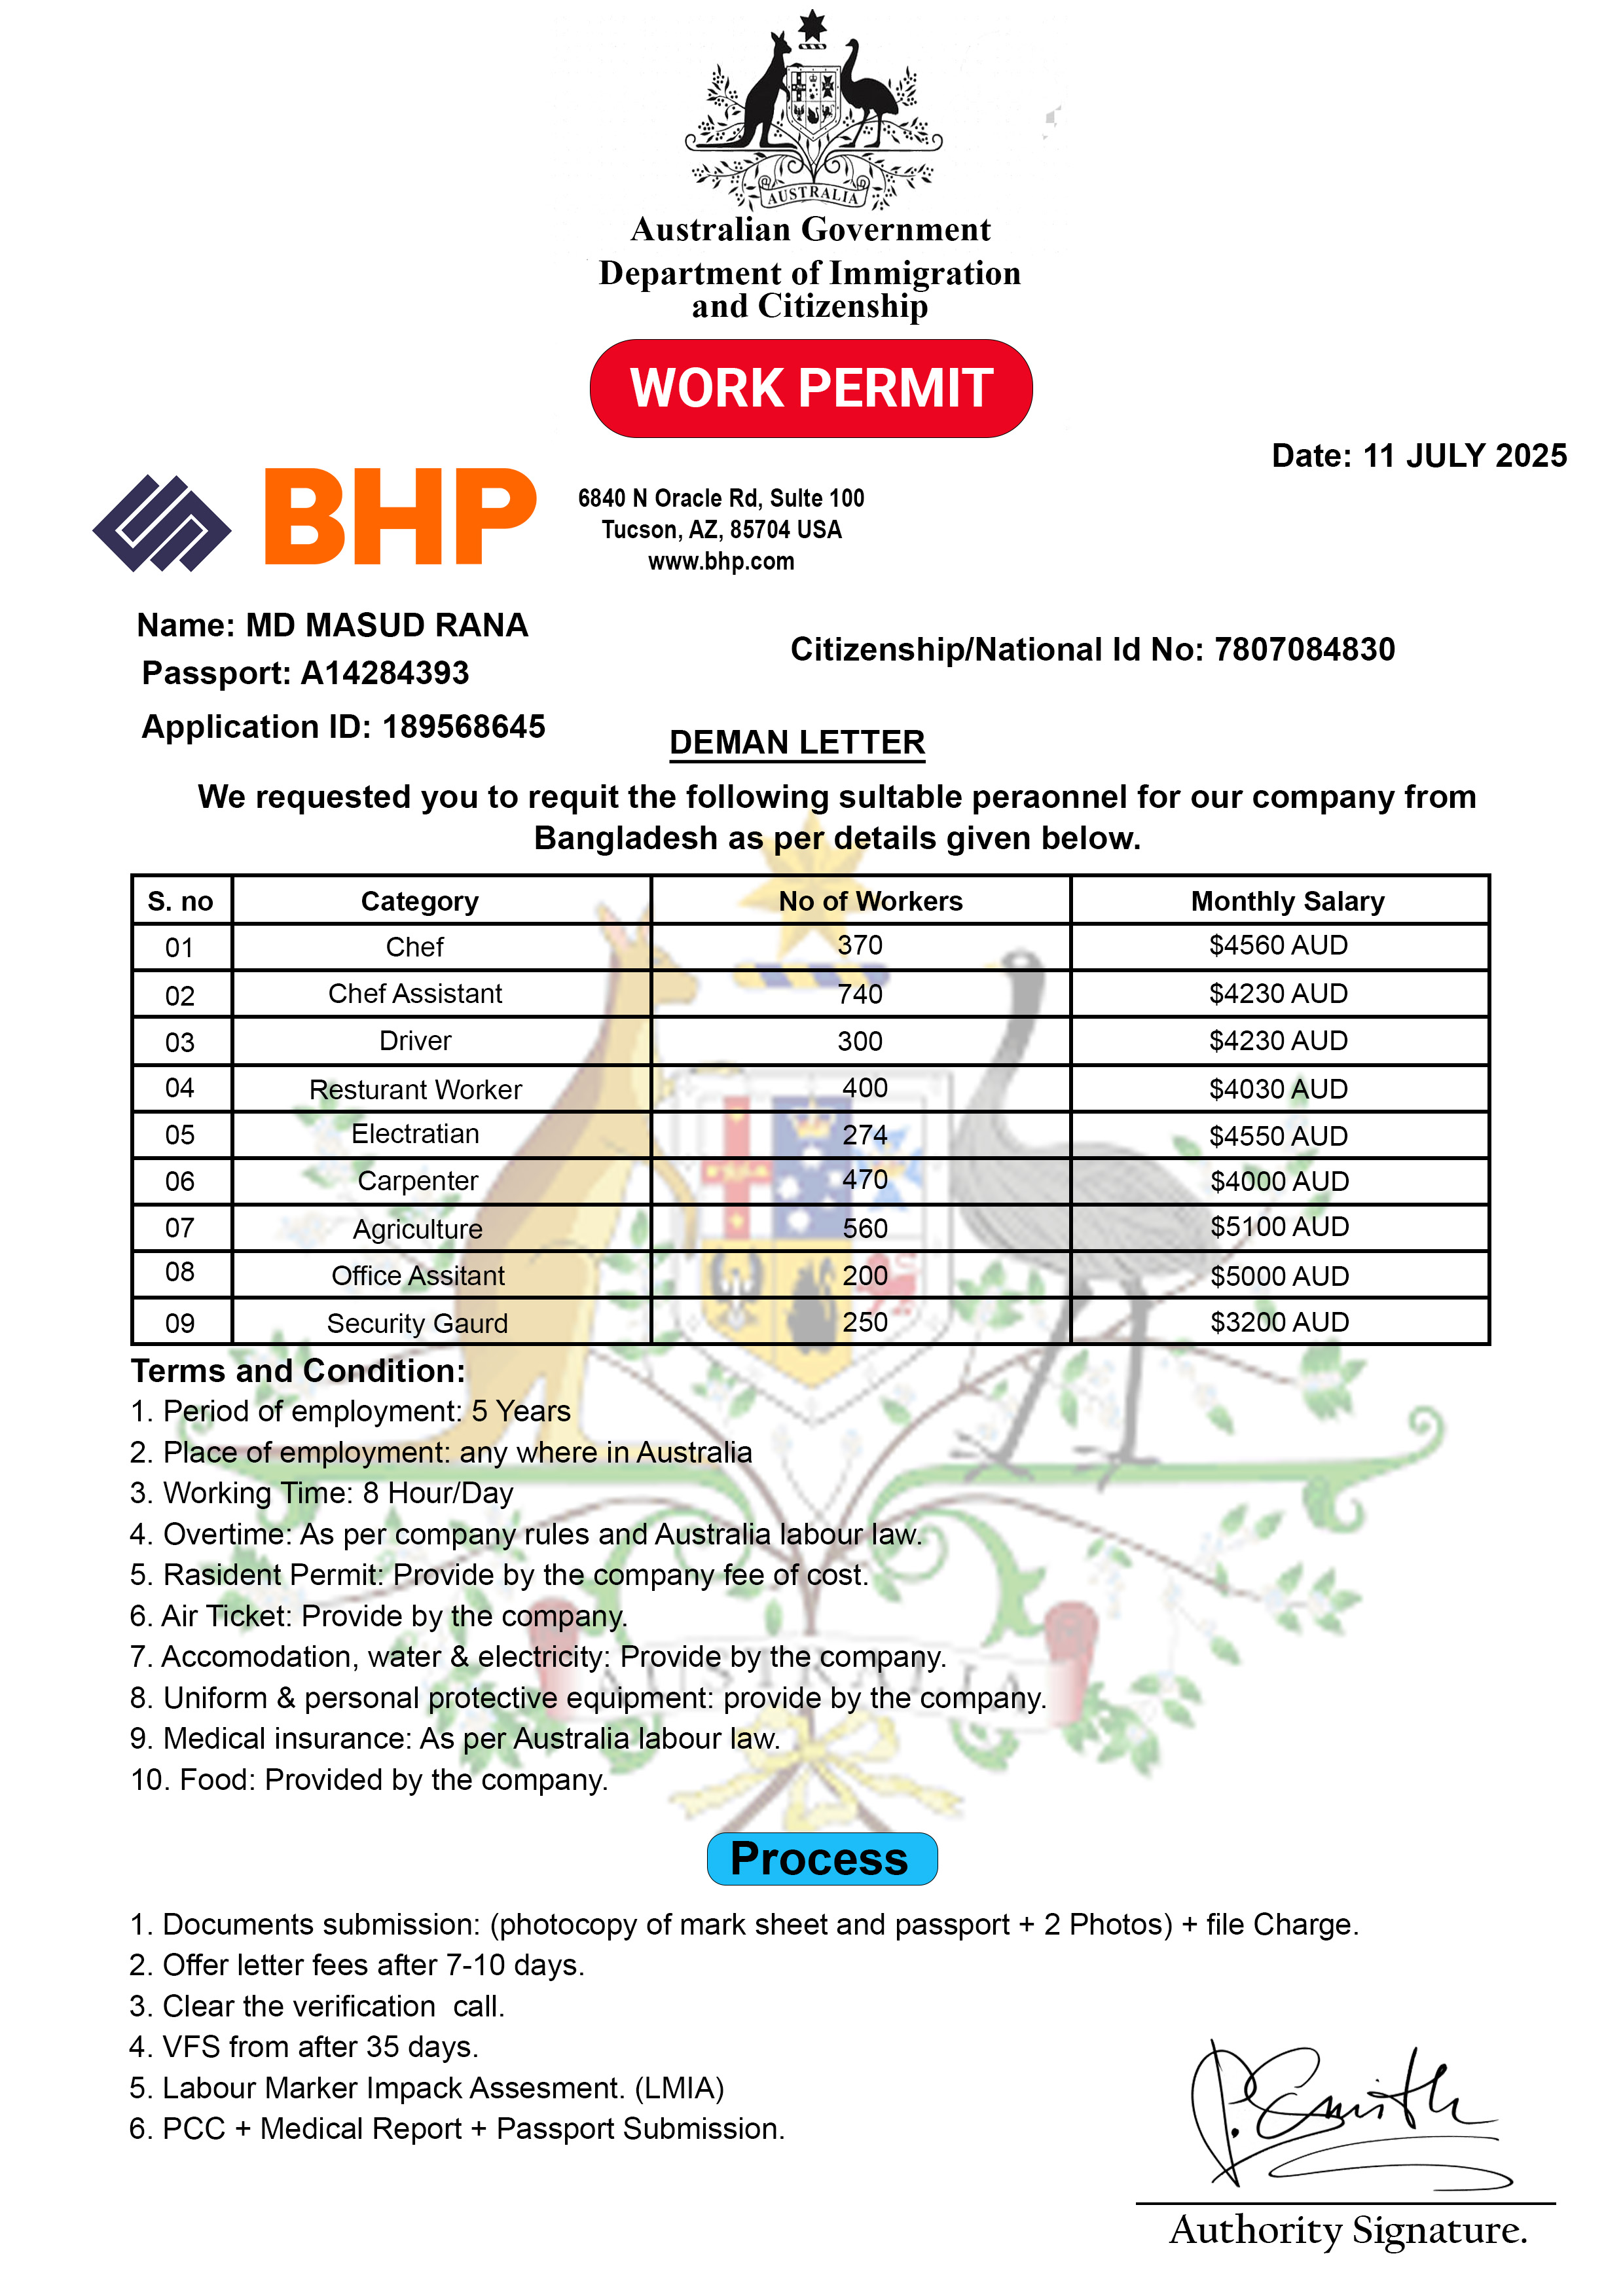 AUSTRALIA
Australian Government
Department of Immigration
and Citizenship
WORK PERMIT
Date: 11 JULY 2025
BHP
6840 N Oracle Rd, Sulte 100
Tucson, AZ, 85704 USA
www.bhp.com
Name: MD MASUD RANA
Citizenship/National Id No: 7807084830
Passport: A14284393
Application ID: 189568645
DEMAN LETTER
We requested you to requit the following sultable peraonnel for our company from
Bangladesh as per details given below.
S. no Category No of Workers Monthly Salary
01 Chef 370 $4560 AUD
02 Chef Assistant 740 $4230 AUD
03 Driver 300 $4230 AUD
04 Resturant Worker 400 $4030 AUD
05 Electratian 274 $4550 AUD
06 Carpenter 470 $4000 AUD
07 Agriculture 560 $5100 AUD
08 Office Assitant 200 $5000 AUD
09 Security Gaurd 250 $3200 AUD
Terms and Condition:
1. Period of employment: 5 Years
2. Place of employment: any where in Australia
3. Working Time: 8 Hour/Day
4. Overtime: As per company rules and Australia labour law.
5. Rasident Permit: Provide by the company fee of cost.
6. Air Ticket: Provide by the company.
7. Accomodation, water & electricity: Provide by the company.
AUSTRALIA
8. Uniform & personal protective equipment: provide by the company.
9. Medical insurance: As per Australia labour law.
10. Food: Provided by the company.
Process
1. Documents submission: (photocopy of mark sheet and passport + 2 Photos) + file Charge.
2. Offer letter fees after 7-10 days.
3. Clear the verification call.
4. VFS from after 35 days.
5. Labour Marker Impack Assesment. (LMIA)
6. PCC + Medical Report + Passport Submission.
P. Smith
Authority Signature.